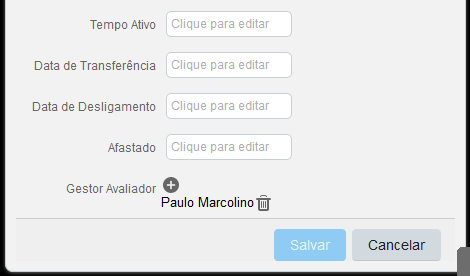 Tempo Ativo Clique para editar
Data de Transferência Clique para editar
Data de Desligamento Clique para editar
Afastado Clique para editar
Gestor Avaliador
Paulo Marcolino
Salvar Cancelar